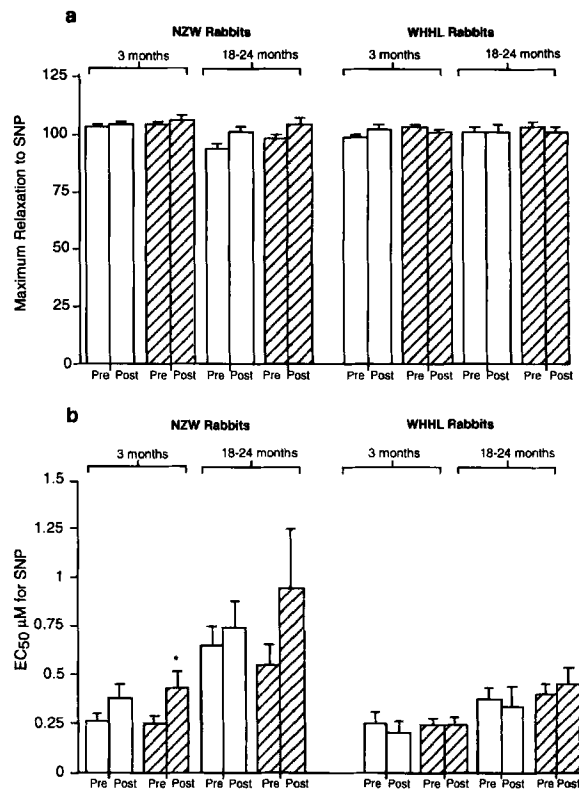 a
NZW Rabbits WHHL Rabbits
3 months 18-24 months 3 months 18-24 months
Maximum Relaxation to SNP
125
100
75
50
25
0
Pre Post Pre Post Pre Post Pre Post Pre Post Pre Post Pre Post Pre Post
b
NZW Rabbits WHHL Rabbits
3 months 18-24 months 3 months 18-24 months
EC50 µM for SNP
1.5
1.25
1
0.75
0.5
0.25
0
*
Pre Post Pre Post Pre Post Pre Post Pre Post Pre Post Pre Post Pre Post